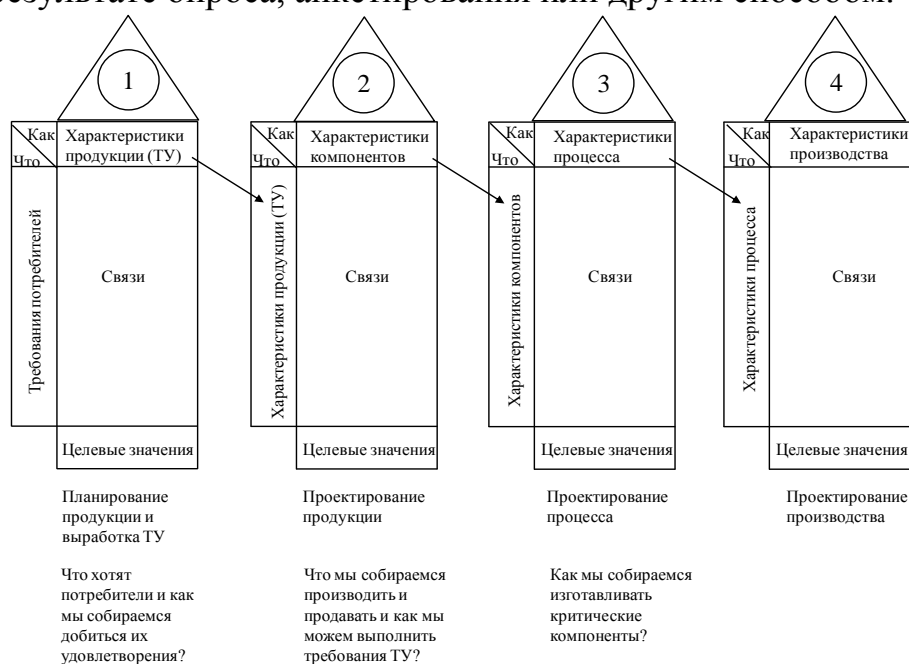 результате опроса, анкетирования или другим способом.
1
Как
Что
Характеристики
продукции (ТУ)
Требования потребителей
Связи
Целевые значения
Планирование
продукции и
выработка ТУ
Что хотят
потребители и как
мы собираемся
добиться их
удовлетворения?
2
Как
Что
Характеристики
компонентов
Характеристики продукции (ТУ)
Связи
Целевые значения
Проектирование
продукции
Что мы собираемся
производить и
продавать и как мы
можем выполнить
требования ТУ?
3
Как
Что
Характеристики
процесса
Характеристики компонентов
Связи
Целевые значения
Проектирование
процесса
Как мы собираемся
изготавливать
критические
компоненты?
4
Как
Что
Характеристики
производства
Характеристики процесса
Связи
Целевые значения
Проектирование
производства